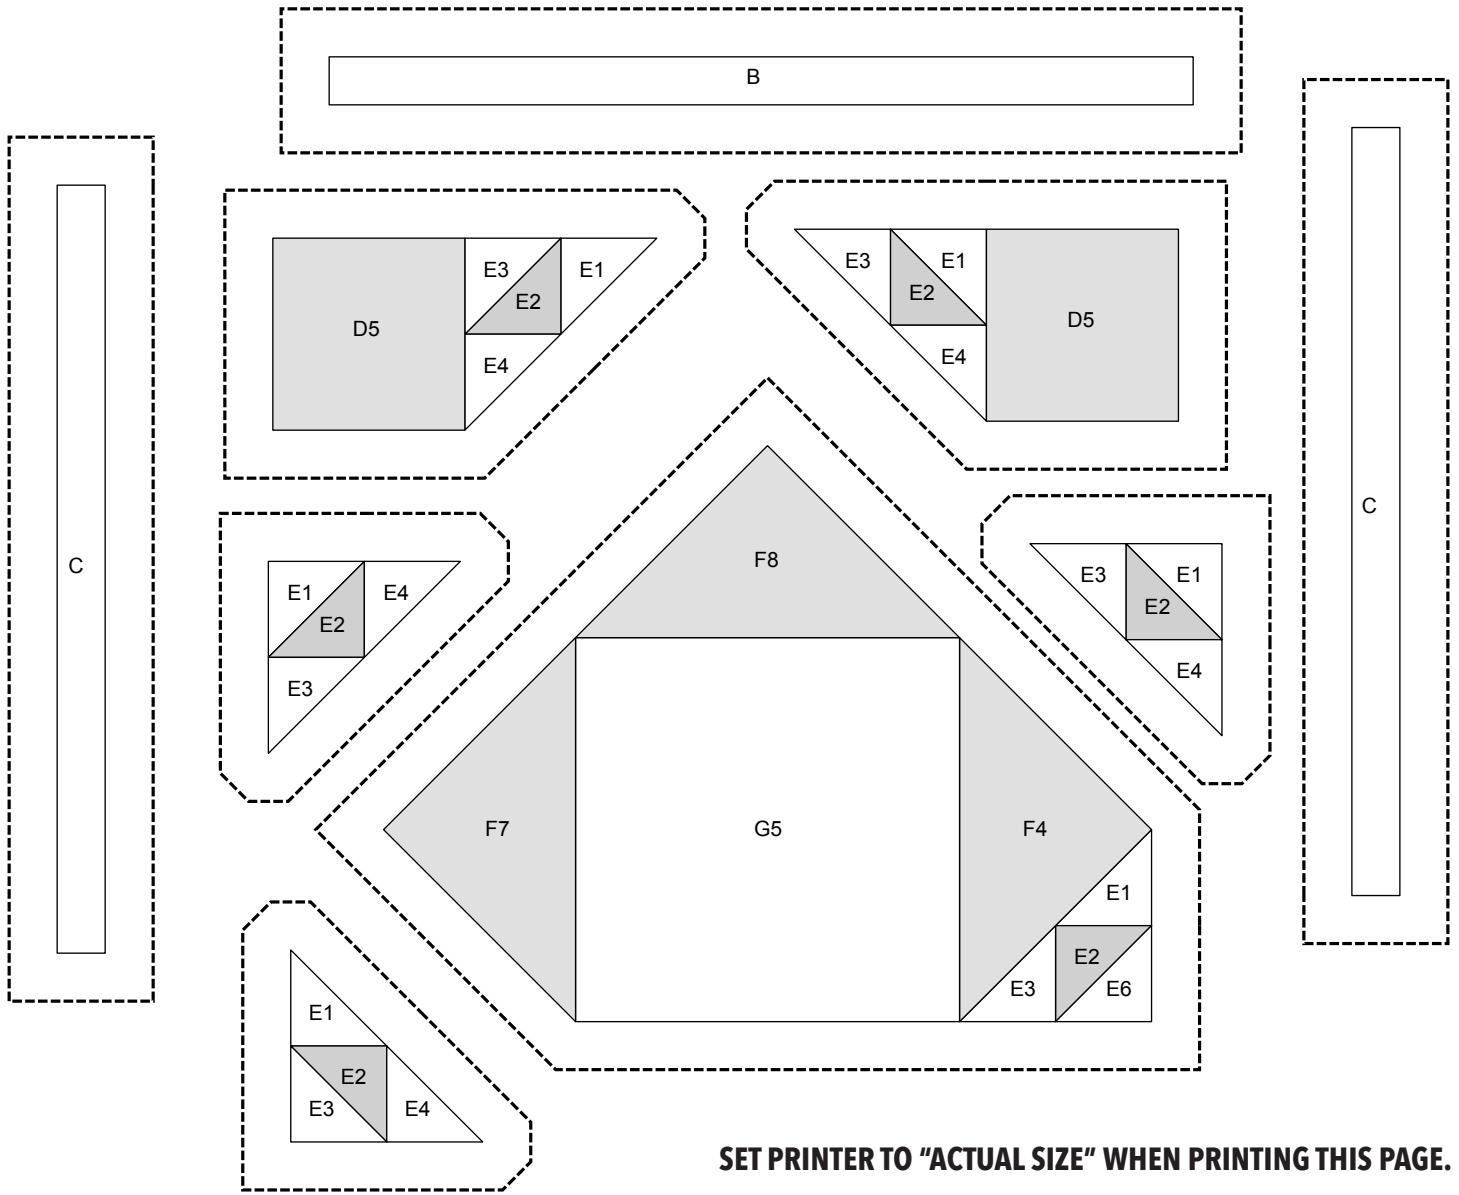 B
C
C
D5
E3
E1
E2
E4
E3
E1
E2
E4
D5
E1
E4
E2
E3
F8
E3
E1
E2
E4
F7
G5
F4
E1
E2
E3
E6
E1
E2
E3
E4
SET PRINTER TO “ACTUAL SIZE” WHEN PRINTING THIS PAGE.